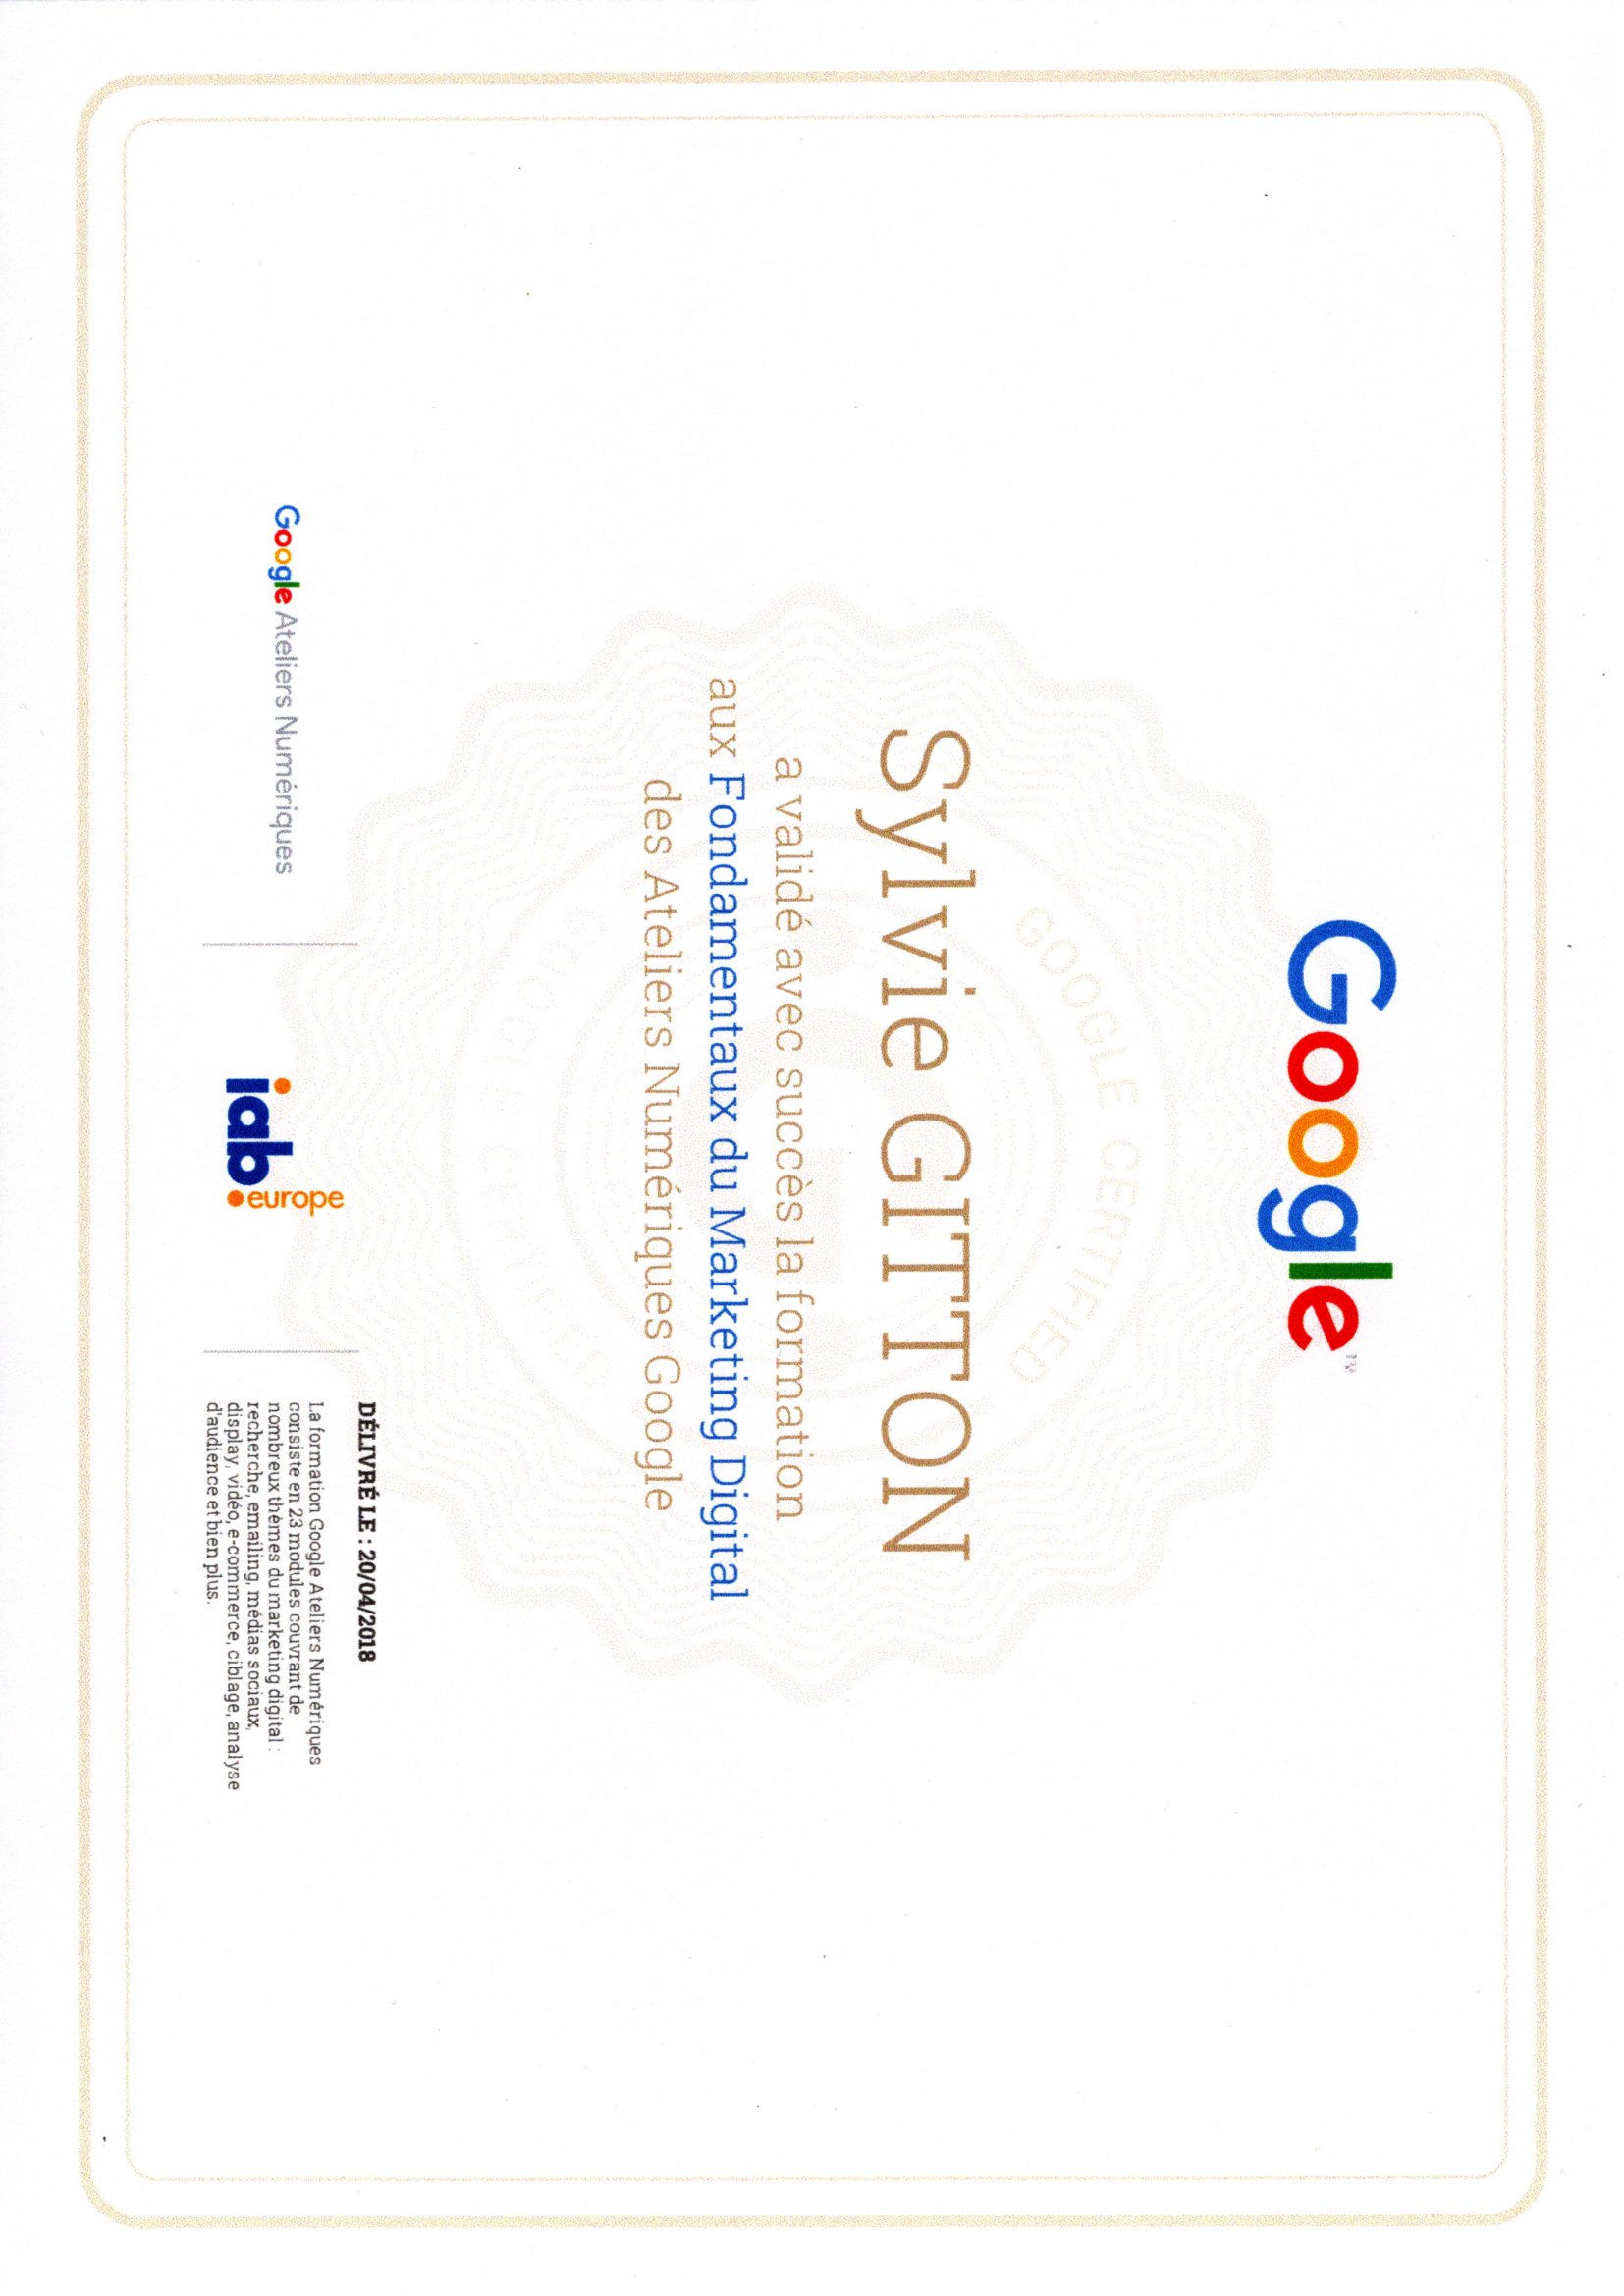 Google™
GOOGLE CERTIFIED
Sylvie GITTON
a validé avec succès la formation
aux Fondamentaux du Marketing Digital
des Ateliers Numériques Google
GOOGLE CERTIFIED
Google Ateliers Numériques
iab.europe
DÉLIVRÉ LE : 20/04/2018
La formation Google Ateliers Numériques
consiste en 23 modules couvrant de
nombreux thèmes du marketing digital :
recherche, emailing, médias sociaux,
display, vidéo, e-commerce, ciblage, analyse
d'audience et bien plus.